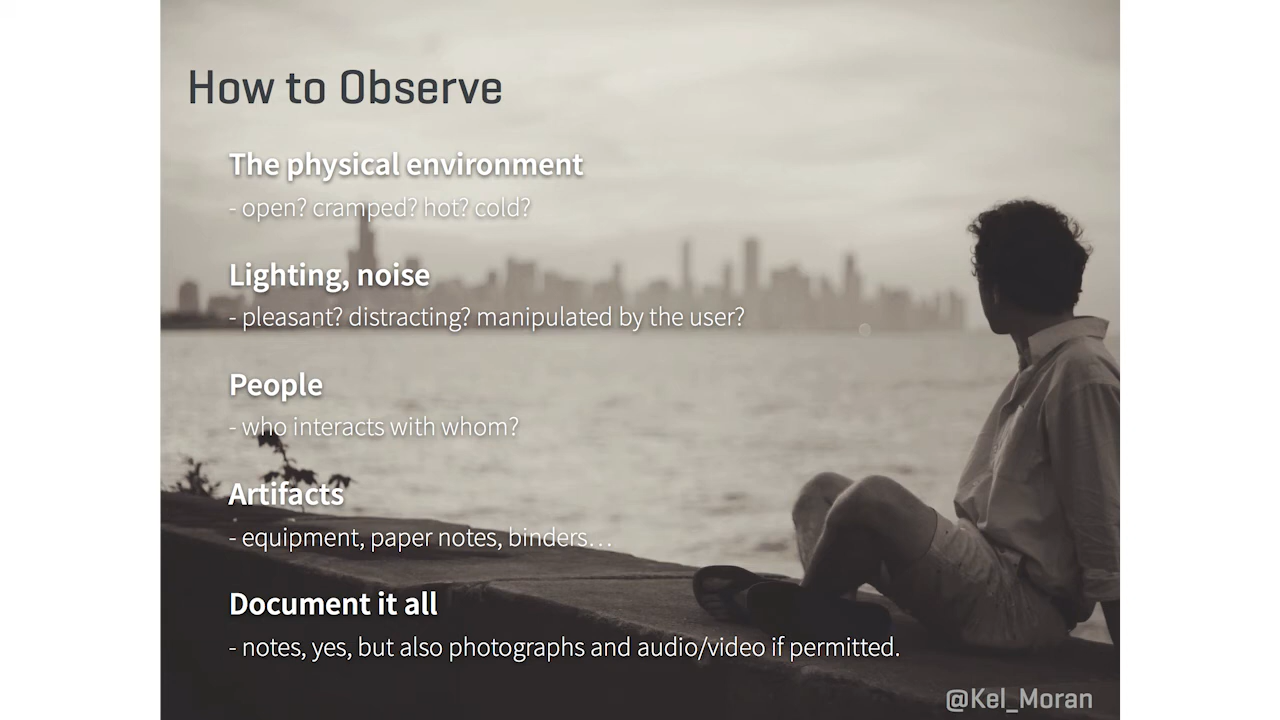 How to Observe
The physical environment
- open? cramped? hot? cold?
Lighting, noise
- pleasant? distracting? manipulated by the user?
People
- who interacts with whom?
Artifacts
- equipment, paper notes, binders…
Document it all
- notes, yes, but also photographs and audio/video if permitted.
@Kel_Moran